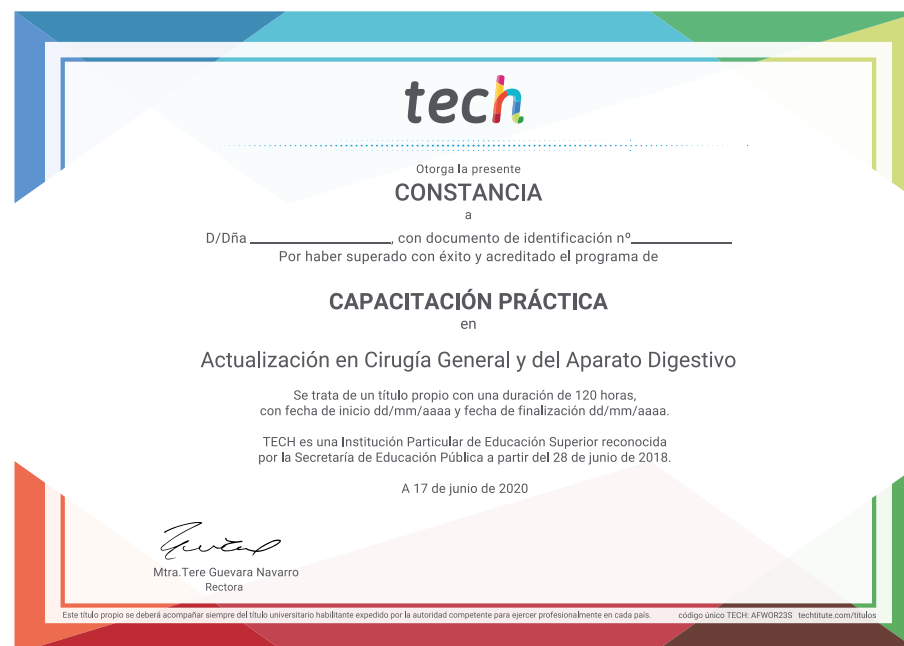 tech
Otorga la presente
CONSTANCIA
a
D/Dña ____________, con documento de identificación nº____________
Por haber superado con éxito y acreditado el programa de
CAPACITACIÓN PRÁCTICA
en
Actualización en Cirugía General y del Aparato Digestivo
Se trata de un título propio con una duración de 120 horas,
con fecha de inicio dd/mm/aaaa y fecha de finalización dd/mm/aaaa.
TECH es una Institución Particular de Educación Superior reconocida
por la Secretaría de Educación Pública a partir del 28 de junio de 2018.
A 17 de junio de 2020
Mtra.Tere Guevara Navarro
Rectora
Este título propio se deberá acompañar siempre del título universitario habilitante expedido por la autoridad competente para ejercer profesionalmente en cada país. código único TECH: AFWOR23S techtitute.com/titulos